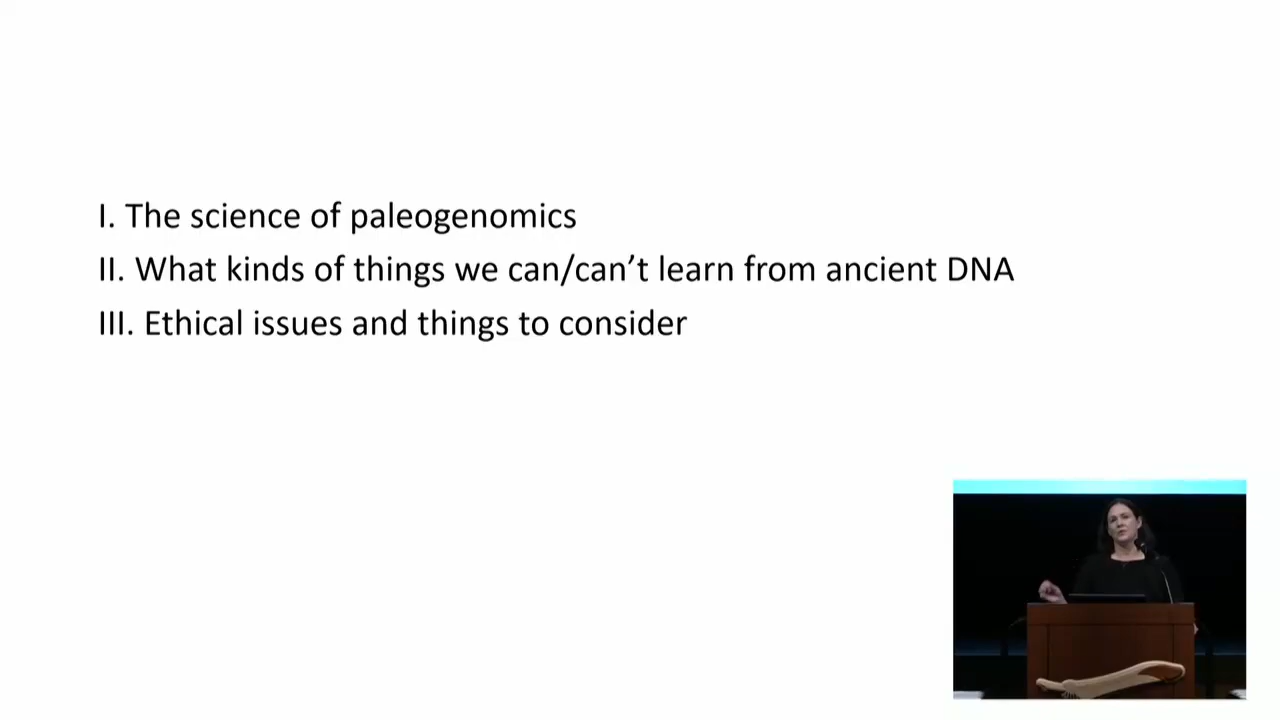 I. The science of paleogenomics
II. What kinds of things we can/can’t learn from ancient DNA
III. Ethical issues and things to consider